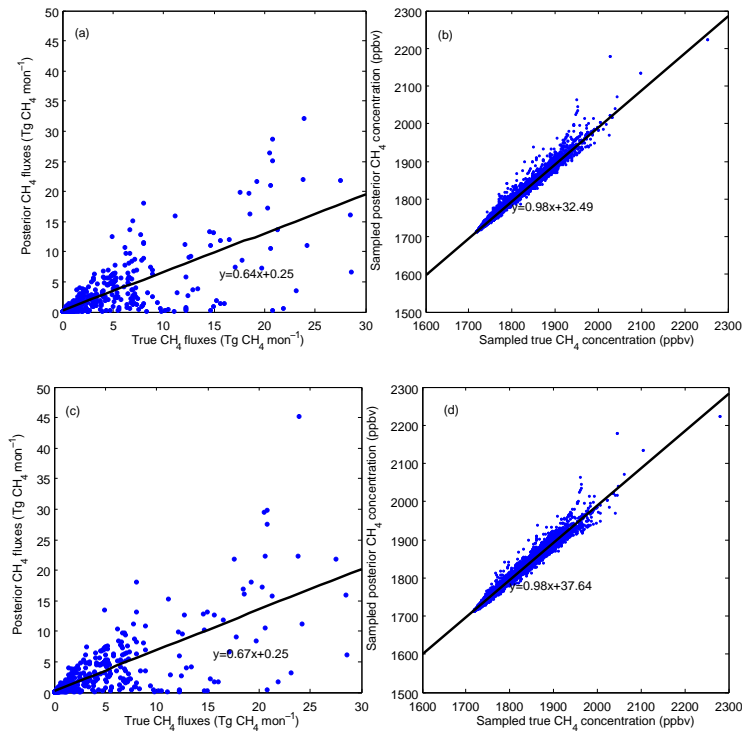 (a)
50
45
40
35
30
25
20
15
10
5
0
0 5 10 15 20 25 30
Posterior CH4 fluxes (Tg CH4 mon−1)
True CH4 fluxes (Tg CH4 mon−1)
y=0.64x+0.25
(b)
2300
2200
2100
2000
1900
1800
1700
1600
1500
1600 1700 1800 1900 2000 2100 2200 2300
Sampled posterior CH4 concentration (ppbv)
Sampled true CH4 concentration (ppbv)
y=0.98x+32.49
(c)
50
45
40
35
30
25
20
15
10
5
0
0 5 10 15 20 25 30
Posterior CH4 fluxes (Tg CH4 mon−1)
True CH4 fluxes (Tg CH4 mon−1)
y=0.67x+0.25
(d)
2300
2200
2100
2000
1900
1800
1700
1600
1500
1600 1700 1800 1900 2000 2100 2200 2300
Sampled posterior CH4 concentration (ppbv)
Sampled true CH4 concentration (ppbv)
y=0.98x+37.64